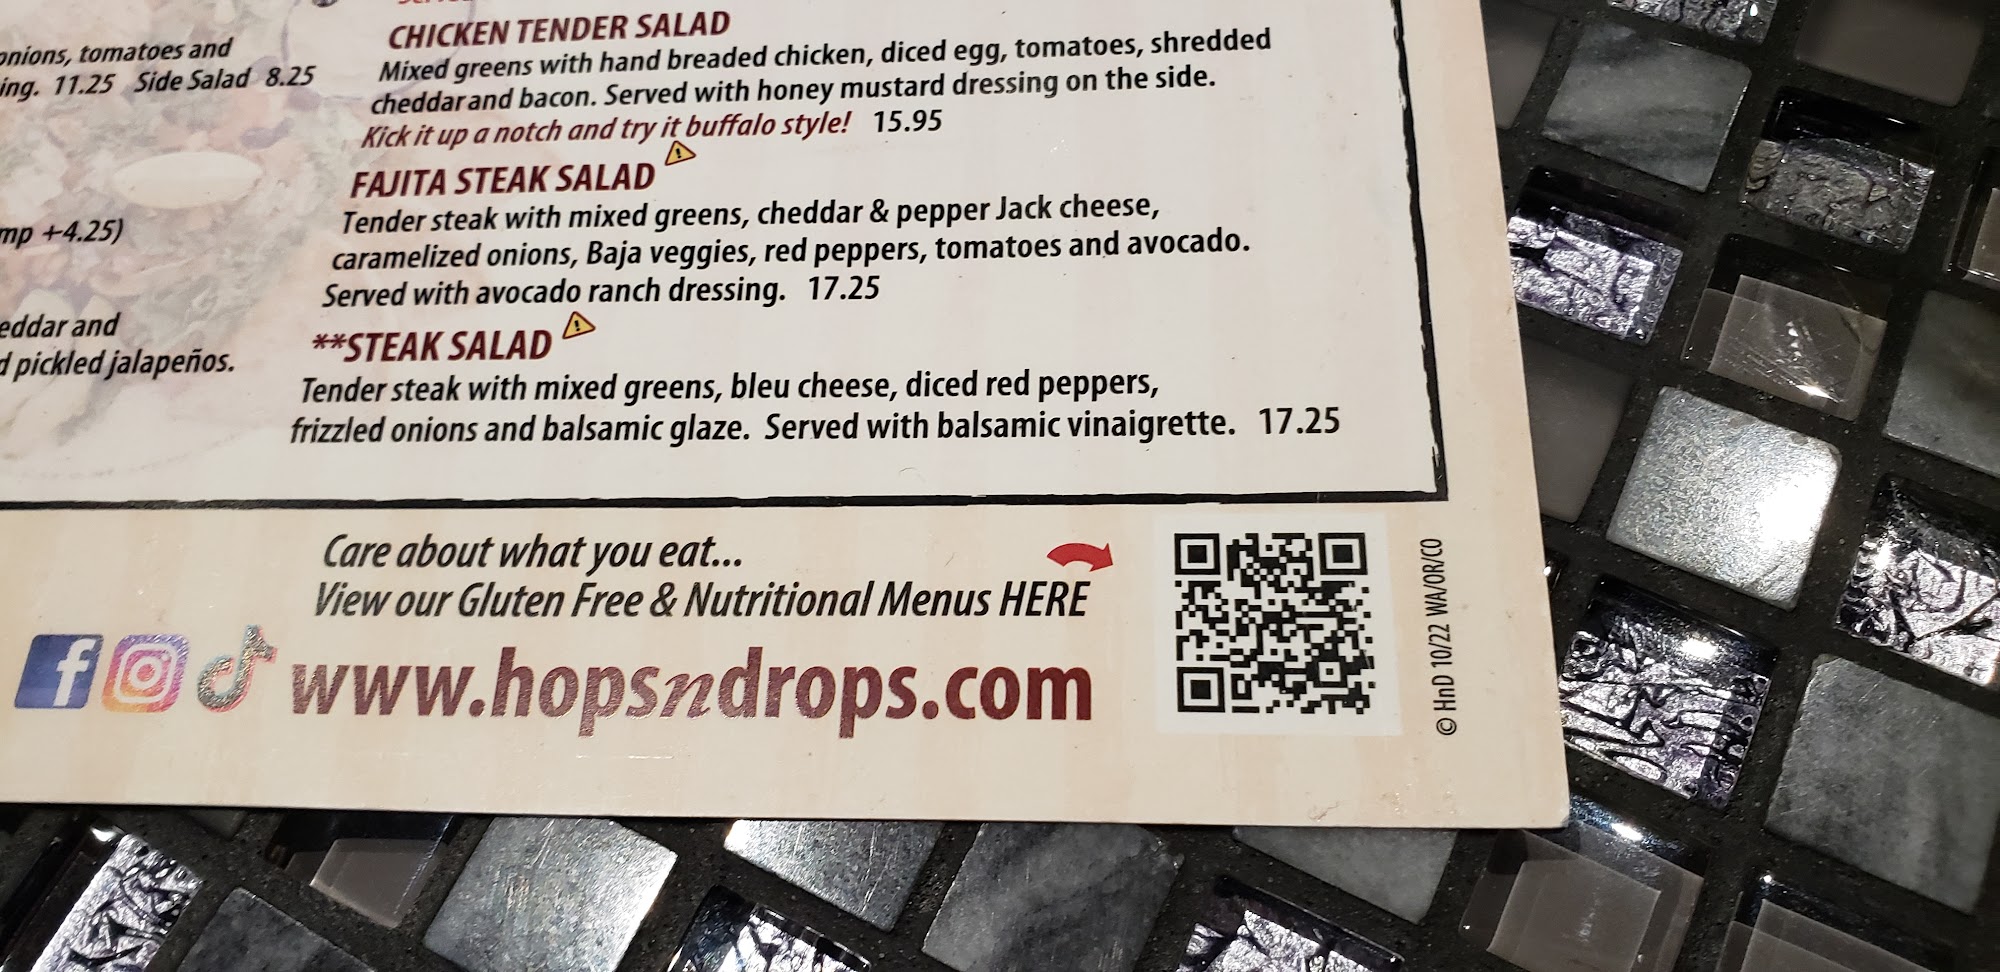 onions, tomatoes and
ing. 11.25 Side Salad 8.25
mp +4.25)
eddar and
d pickled jalapeños.
CHICKEN TENDER SALAD
Mixed greens with hand breaded chicken, diced egg, tomatoes, shredded
cheddar and bacon. Served with honey mustard dressing on the side.
Kick it up a notch and try it buffalo style! 15.95
FAJITA STEAK SALAD
Tender steak with mixed greens, cheddar & pepper Jack cheese,
caramelized onions, Baja veggies, red peppers, tomatoes and avocado.
Served with avocado ranch dressing. 17.25
**STEAK SALAD
Tender steak with mixed greens, bleu cheese, diced red peppers,
frizzled onions and balsamic glaze. Served with balsamic vinaigrette. 17.25
Care about what you eat...
View our Gluten Free & Nutritional Menus HERE
www.hopsndrops.com
© HnD 10/22 WA/OR/CO